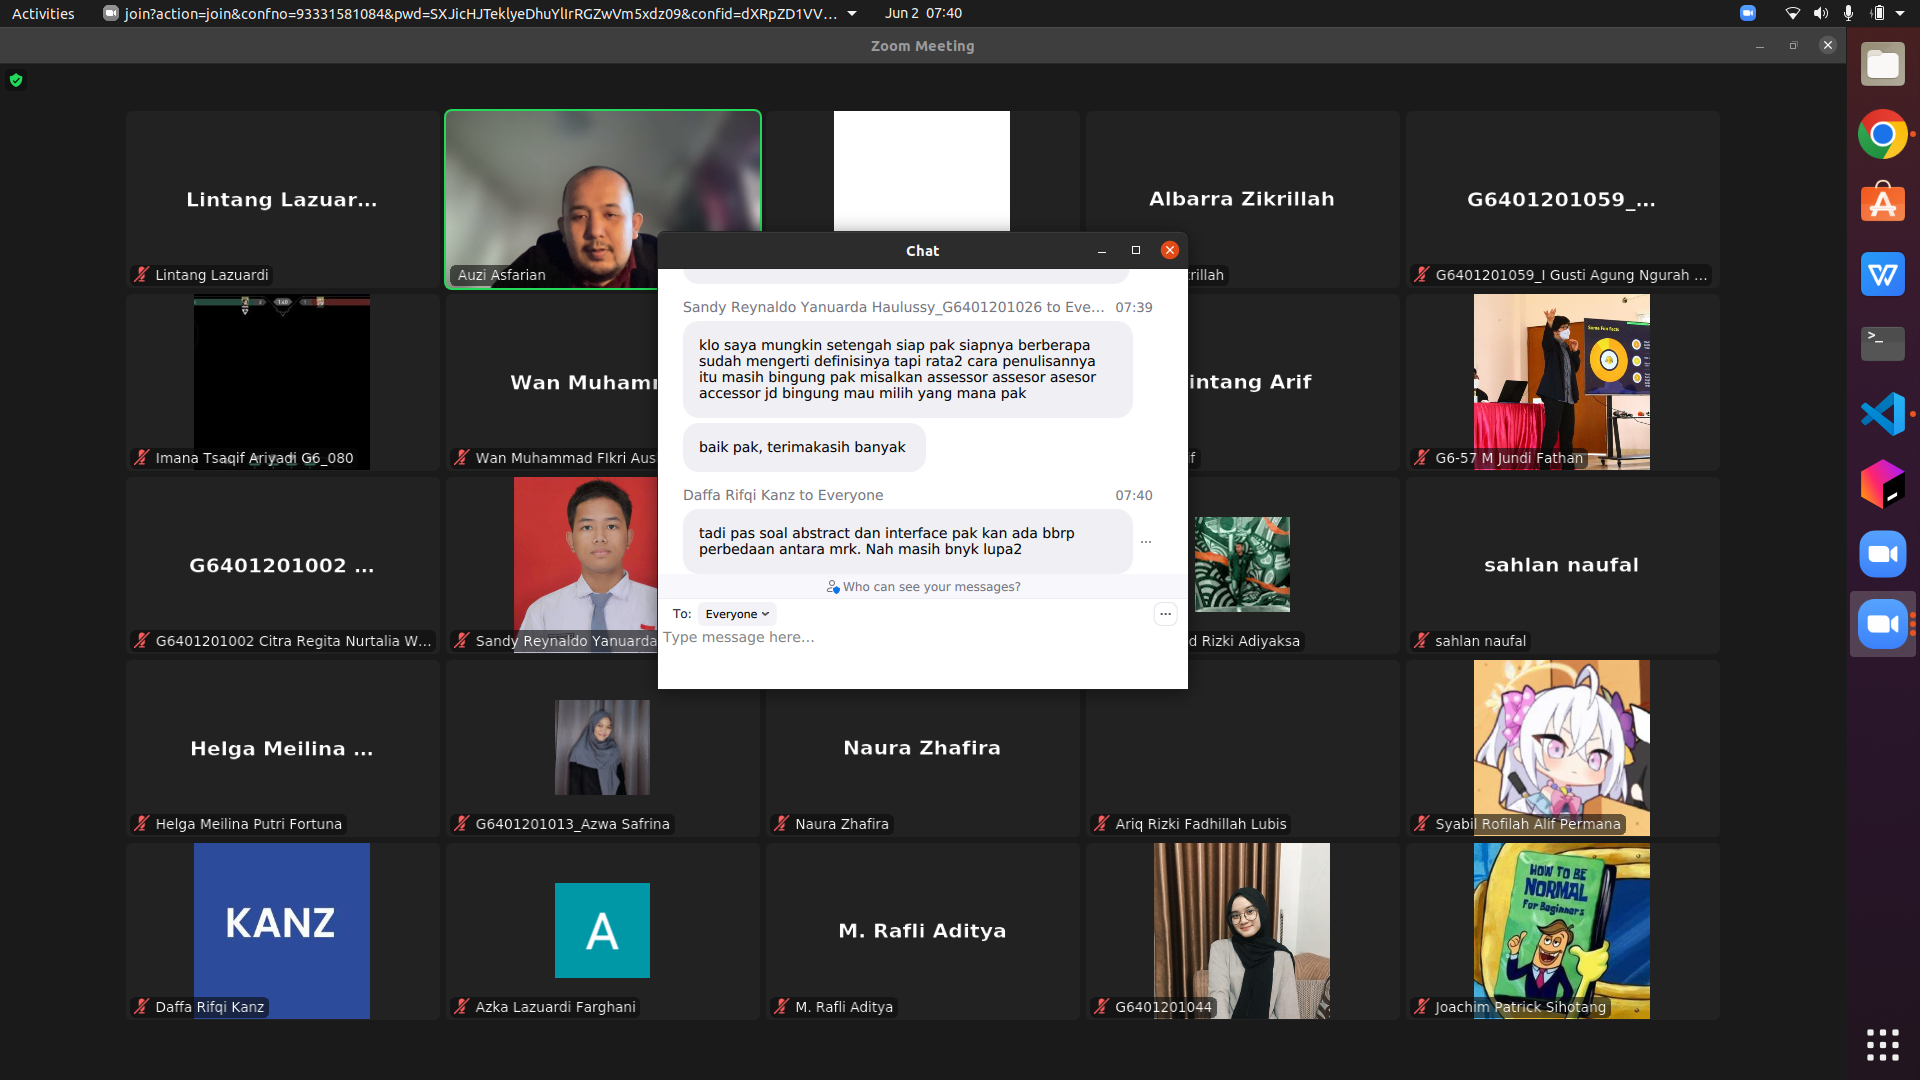 Activities
join?action=join&confno=93331581084&pwd=SXJicHJTeklyeDhuYlIrRGZwVm5xdz09&confid=dXRpZD1VV...
Jun 2 07:40
Zoom Meeting
Lintang Lazuar...
Lintang Lazuardi
Auzi Asfarian
Albarra Zikrillah
rillah
G6401201059_...
G6401201059_I Gusti Agung Ngurah ...
Chat
Sandy Reynaldo Yanuarda Haulussy_G6401201026 to Eve...
07:39
klo saya mungkin setengah siap pak siapnya berberapa
sudah mengerti definisinya tapi rata2 cara penulisannya
itu masih bingung pak misalkan assessor assesor asesor
accessor jd bingung mau milih yang mana pak
baik pak, terimakasih banyak
Daffa Rifqi Kanz to Everyone
07:40
tadi pas soal abstract dan interface pak kan ada bbrp
perbedaan antara mrk. Nah masih bnyk lupa2
...
Who can see your messages?
To:
Everyone
...
Type message here...
Imana Tsaqif Ariyadi G6_080
Wan Muhamm
Wan Muhammad FIkri Aus
intang Arif
if
Some Fun Facts
G6-57 M Jundi Fathan
G6401201002 ...
G6401201002 Citra Regita Nurtalia W...
Sandy Reynaldo Yanuarda
d Rizki Adiyaksa
sahlan naufal
sahlan naufal
Helga Meilina ...
Helga Meilina Putri Fortuna
G6401201013_Azwa Safrina
Naura Zhafira
Naura Zhafira
Ariq Rizki Fadhillah Lubis
Syabil Rofilah Alif Permana
KANZ
Daffa Rifqi Kanz
A
Azka Lazuardi Farghani
M. Rafli Aditya
M. Rafli Aditya
G6401201044
HOW TO BE
NORMAL
For Beginners
Joachim Patrick Sihotang